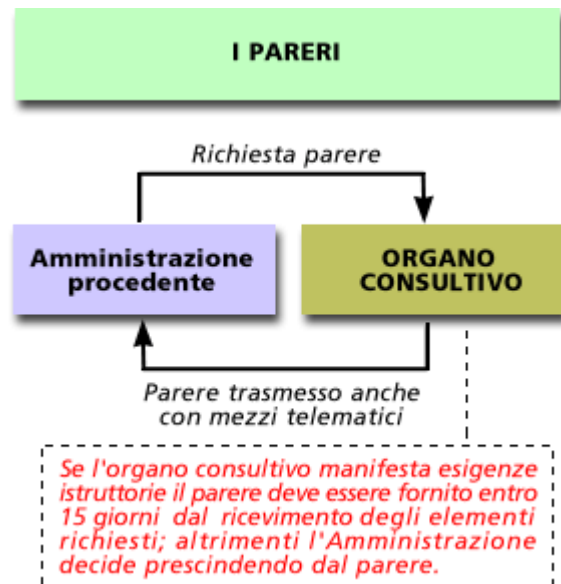 I PARERI
Richiesta parere
Amministrazione
procedente
ORGANO
CONSULTIVO
Parere trasmesso anche
con mezzi telematici
Se l'organo consultivo manifesta esigenze
istruttorie il parere deve essere fornito entro
15 giorni dal ricevimento degli elementi
richiesti; altrimenti l'Amministrazione
decide prescindendo dal parere.